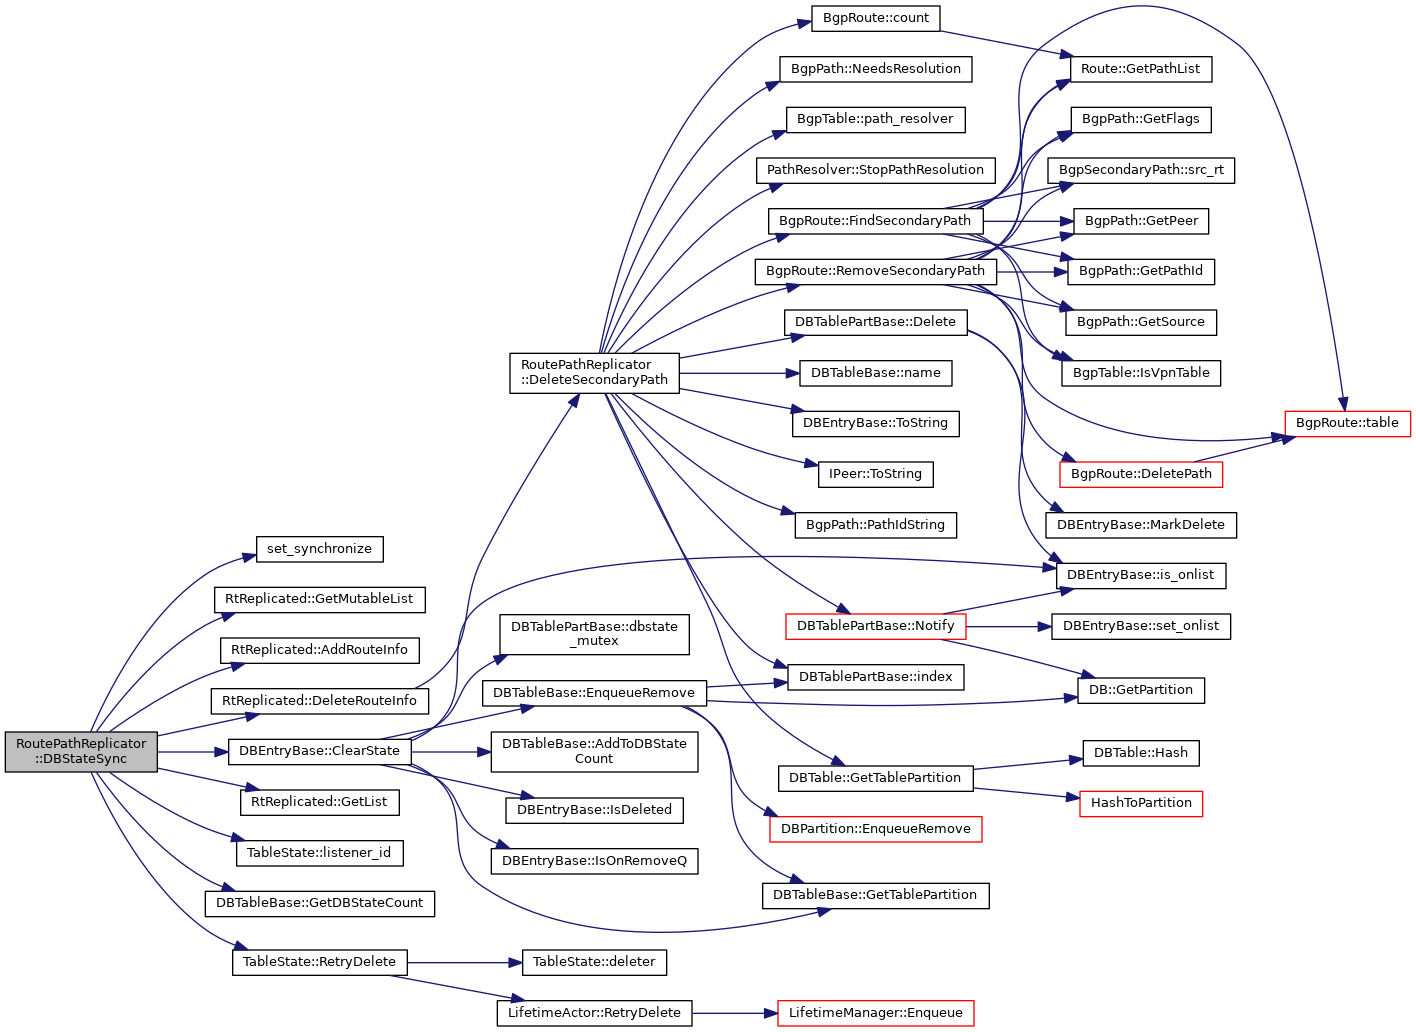 RoutePathReplicator
::DBStateSync
set_synchronize
RtReplicated::GetMutableList
RtReplicated::AddRouteInfo
RtReplicated::DeleteRouteInfo
DBEntryBase::ClearState
RtReplicated::GetList
TableState::listener_id
DBTableBase::GetDBStateCount
TableState::RetryDelete
RoutePathReplicator
::DeleteSecondaryPath
DBTablePartBase::dbstate
_mutex
DBTableBase::EnqueueRemove
DBTableBase::AddToDBState
Count
DBEntryBase::IsDeleted
DBEntryBase::IsOnRemoveQ
TableState::deleter
LifetimeActor::RetryDelete
BgpRoute::count
BgpPath::NeedsResolution
BgpTable::path_resolver
PathResolver::StopPathResolution
BgpRoute::FindSecondaryPath
BgpRoute::RemoveSecondaryPath
DBTablePartBase::Delete
DBTableBase::name
DBEntryBase::ToString
IPeer::ToString
BgpPath::PathIdString
DBTablePartBase::Notify
DBTablePartBase::index
DBTable::GetTablePartition
DBPartition::EnqueueRemove
DBTableBase::GetTablePartition
LifetimeManager::Enqueue
Route::GetPathList
BgpPath::GetFlags
BgpSecondaryPath::src_rt
BgpPath::GetPeer
BgpPath::GetPathId
BgpPath::GetSource
BgpTable::IsVpnTable
BgpRoute::table
BgpRoute::DeletePath
DBEntryBase::MarkDelete
DBEntryBase::is_onlist
DBEntryBase::set_onlist
DB::GetPartition
DBTable::Hash
HashToPartition